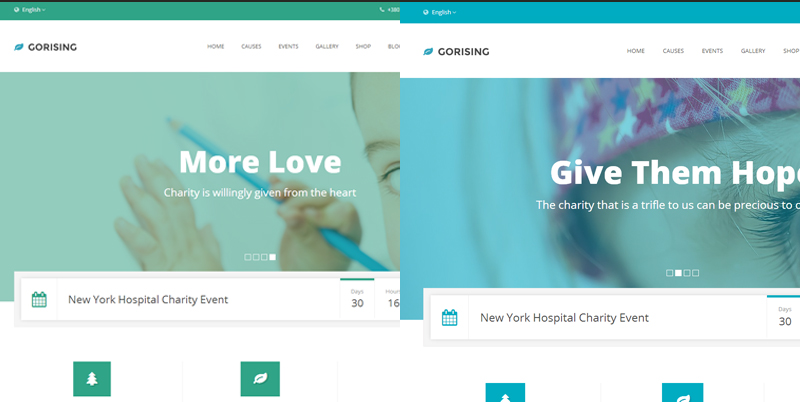 English
+380
GORISING
HOME CAUSES EVENTS GALLERY SHOP BLO
More Love
Charity is willingly given from the heart
New York Hospital Charity Event
Days
30
Hour
16
English
GORISING
HOME CAUSES EVENTS GALLERY SHOP
Give Them Hope
The charity that is a trifle to us can be precious to o
New York Hospital Charity Event
Days
30